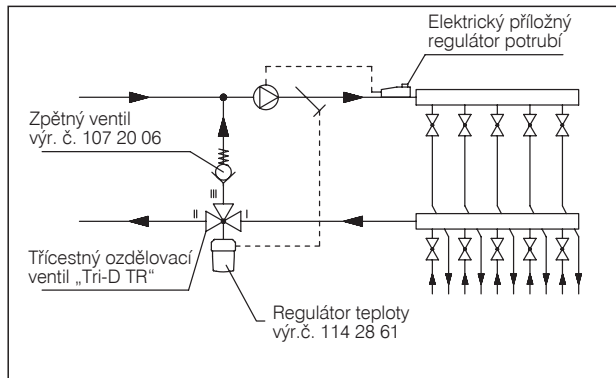 Elektrický příložný
regulátor potrubí
Zpětný ventil
výr. č. 107 20 06
III
II
I
Třícestný ozdělovací
ventil „Tri-D TR“
Regulátor teploty
výr.č. 114 28 61